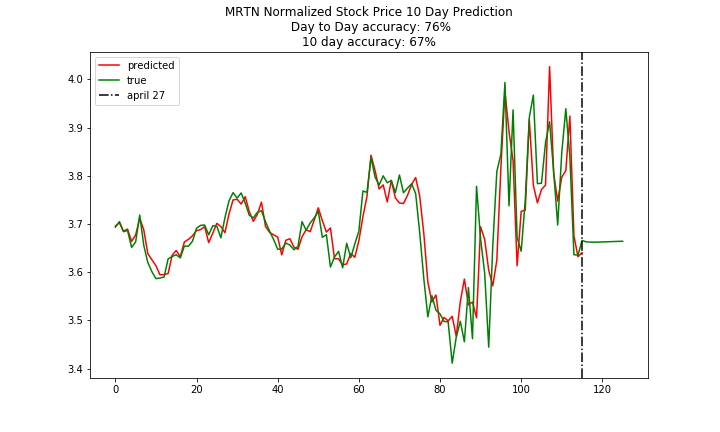 MRTN Normalized Stock Price 10 Day Prediction
Day to Day accuracy: 76%
10 day accuracy: 67%
predicted
true
april 27
4.0
3.9
3.8
3.7
3.6
3.5
3.4
0 20 40 60 80 100 120